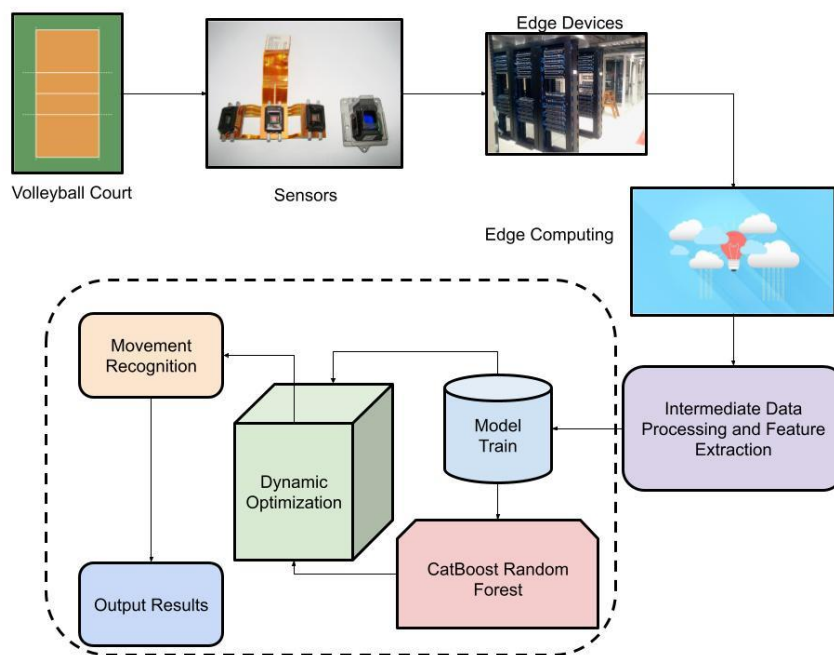 Edge Devices
Volleyball Court
Sensors
Edge Computing
Movement
Recognition
Model
Train
Intermediate Data
Processing and Feature
Extraction
Dynamic
Optimization
CatBoost Random
Forest
Output Results